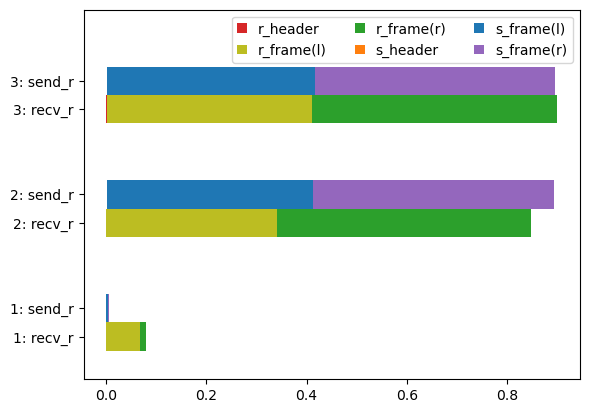 r_header r_frame(r) s_frame(l)
r_frame(l) s_header s_frame(r)
3: send_r
3: recv_r
2: send_r
2: recv_r
1: send_r
1: recv_r
0.0 0.2 0.4 0.6 0.8